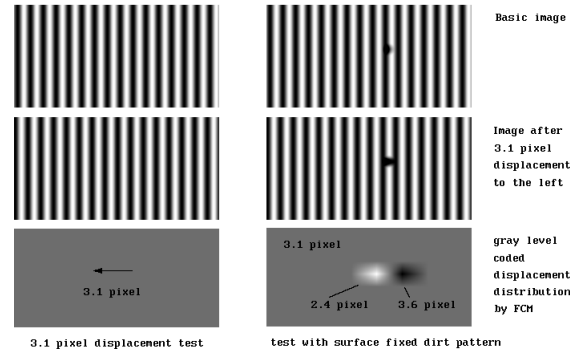 Basic image
Image after
3.1 pixel
displacement
to the left
3.1 pixel
3.1 pixel
2.4 pixel
3.6 pixel
gray level
coded
displacement
distribution
by FCM
3.1 pixel displacement test
test with surface fixed dirt pattern